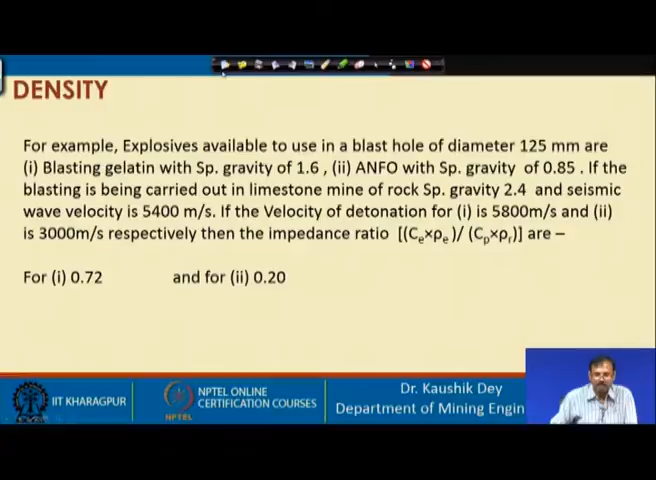 DENSITY
For example, Explosives available to use in a blast hole of diameter 125 mm are
(i) Blasting gelatin with Sp. gravity of 1.6 , (ii) ANFO with Sp. gravity of 0.85 . If the
blasting is being carried out in limestone mine of rock Sp. gravity 2.4 and seismic
wave velocity is 5400 m/s. If the Velocity of detonation for (i) is 5800m/s and (ii)
is 3000m/s respectively then the impedance ratio [(Cₑ×ρₑ)/ (Cₚ×ρᵣ)] are –
For (i) 0.72 and for (ii) 0.20
IIT KHARAGPUR
NPTEL
NPTEL ONLINE
CERTIFICATION COURSES
Dr. Kaushik Dey
Department of Mining Engin